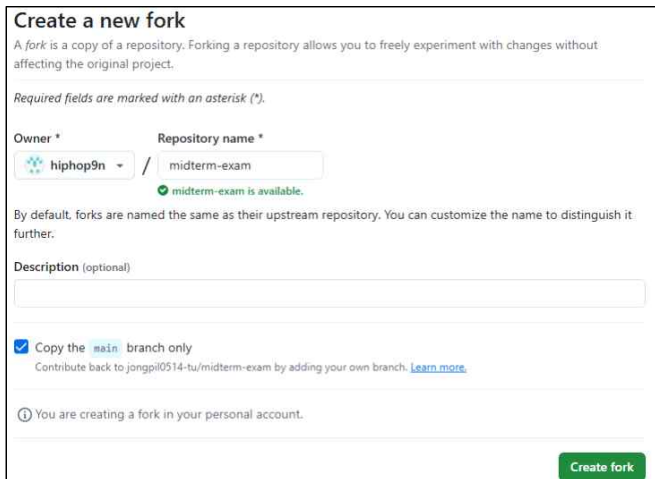 Create a new fork
A fork is a copy of a repository. Forking a repository allows you to freely experiment with changes without
affecting the original project.
Required fields are marked with an asterisk (*).
Owner *
Repository name *
hiphop9n
/
midterm-exam
midterm-exam is available.
By default, forks are named the same as their upstream repository. You can customize the name to distinguish it
further.
Description (optional)
Copy the main branch only
Contribute back to jongpil0514-tu/midterm-exam by adding your own branch. Learn more.
You are creating a fork in your personal account.
Create fork